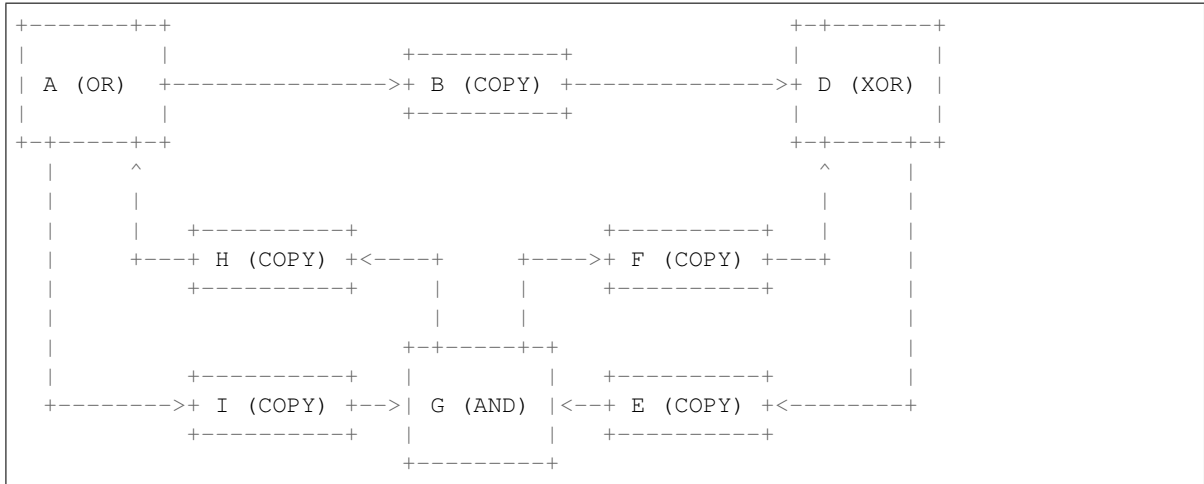 A (OR) B (COPY) D (XOR)
H (COPY) F (COPY)
I (COPY) G (AND) E (COPY)